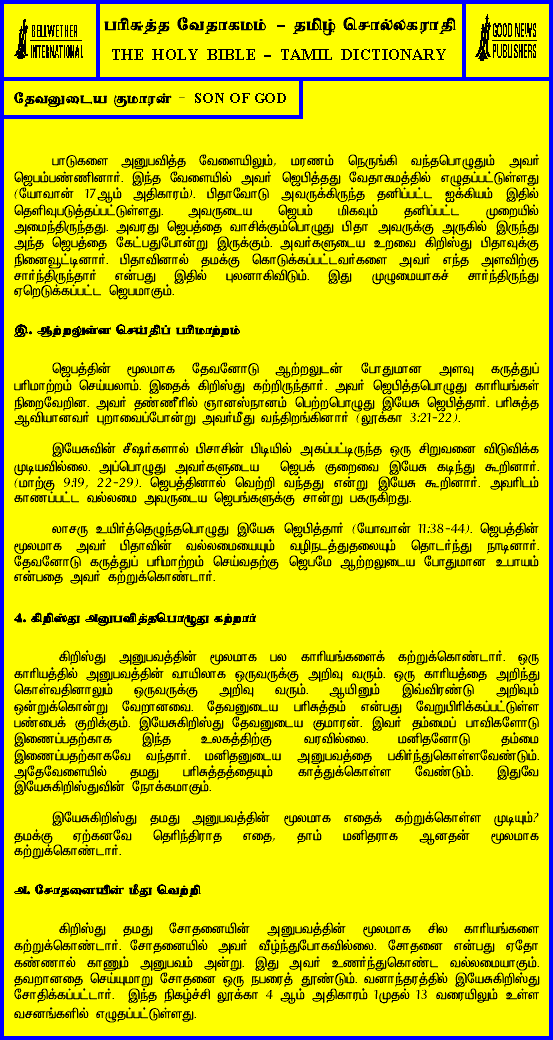 BELLWETHER
INTERNATIONAL
பரிசுத்த வேதாகமம் - தமிழ் சொல்லகராதி
THE HOLY BIBLE - TAMIL DICTIONARY
GOOD NEWS
PUBLISHERS
தேவனுடைய குமாரன் - SON OF GOD
பாடுகளை அனுபவித்த வேளையிலும், மரணம் நெருங்கி வந்தபொழுதும் அவர்
ஜெபம்பண்ணினார். இந்த வேளையில் அவர் ஜெபித்தது வேதாகமத்தில் எழுதப்பட்டுள்ளது
(யோவான் 17ஆம் அதிகாரம்). பிதாவோடு அவருக்கிருந்த தனிப்பட்ட ஐக்கியம் இதில்
தெளிவுபடுத்தப்பட்டுள்ளது. அவருடைய ஜெபம் மிகவும் தனிப்பட்ட முறையில்
அமைந்திருந்தது. அவரது ஜெபத்தை வாசிக்கும்பொழுது பிதா அவருக்கு அருகில் இருந்து
அந்த ஜெபத்தை கேட்பதுபோன்று இருக்கும். அவர்களுடைய உறவை கிறிஸ்து பிதாவுக்கு
நினைவூட்டினார். பிதாவினால் தமக்கு கொடுக்கப்பட்டவர்களை அவர் எந்த அளவிற்கு
சார்ந்திருந்தார் என்பது இதில் புலனாகிவிடும். இது முழுமையாகச் சார்ந்திருந்து
ஏறெடுக்கப்பட்ட ஜெபமாகும்.
இ. ஆற்றலுள்ள செய்திப் பரிமாற்றம்
ஜெபத்தின் மூலமாக தேவனோடு ஆற்றலுடன் போதுமான அளவு கருத்துப்
பரிமாற்றம் செய்யலாம். இதைக் கிறிஸ்து கற்றிருந்தார். அவர் ஜெபித்தபொழுது காரியங்கள்
நிறைவேறின. அவர் தண்ணீரில் ஞானஸ்நானம் பெற்றபொழுது இயேசு ஜெபித்தார். பரிசுத்த
ஆவியானவர் புறாவைப்போன்று அவர்மீது வந்திறங்கினார் (லூக்கா 3:21-22).
இயேசுவின் சீஷர்களால் பிசாசின் பிடியில் அகப்பட்டிருந்த ஒரு சிறுவனை விடுவிக்க
முடியவில்லை. அப்பொழுது அவர்களுடைய ஜெபக் குறைவை இயேசு கடிந்து கூறினார்.
(மாற்கு 9:19, 22-29). ஜெபத்தினால் வெற்றி வந்தது என்று இயேசு கூறினார். அவரிடம்
காணப்பட்ட வல்லமை அவருடைய ஜெபங்களுக்கு சான்று பகருகிறது.
லாசரு உயிர்த்தெழுந்தபொழுது இயேசு ஜெபித்தார் (யோவான் 11:38-44). ஜெபத்தின்
மூலமாக அவர் பிதாவின் வல்லமையையும் வழிநடத்துதலையும் தொடர்ந்து நாடினார்.
தேவனோடு கருத்துப் பரிமாற்றம் செய்வதற்கு ஜெபமே ஆற்றலுடைய போதுமான உபாயம்
என்பதை அவர் கற்றுக்கொண்டார்.
4. கிறிஸ்து அனுபவித்தபொழுது கற்றார்
கிறிஸ்து அனுபவத்தின் மூலமாக பல காரியங்களைக் கற்றுக்கொண்டார். ஒரு
காரியத்தில் அனுபவத்தின் வாயிலாக ஒருவருக்கு அறிவு வரும். ஒரு காரியத்தை அறிந்து
கொள்வதினாலும் ஒருவருக்கு அறிவு வரும். ஆயினும் இவ்விரண்டு அறிவும்
ஒன்றுக்கொன்று வேறானவை. தேவனுடைய பரிசுத்தம் என்பது வேறுபிரிக்கப்பட்டுள்ள
பண்பைக் குறிக்கும். இயேசுகிறிஸ்து தேவனுடைய குமாரன். இவர் தம்மைப் பாவிகளோடு
இணைப்பதற்காக இந்த உலகத்திற்கு வரவில்லை. மனிதனோடு தம்மை
இணைப்பதற்காகவே வந்தார். மனிதனுடைய அனுபவத்தை பகிர்ந்துகொள்ளவேண்டும்.
அதேவேளையில் தமது பரிசுத்தத்தையும் காத்துக்கொள்ள வேண்டும். இதுவே
இயேசுகிறிஸ்துவின் நோக்கமாகும்.
இயேசுகிறிஸ்து தமது அனுபவத்தின் மூலமாக எதைக் கற்றுக்கொள்ள முடியும்?
தமக்கு ஏற்கனவே தெரிந்திராத எதை, தாம் மனிதராக ஆனதன் மூலமாக
கற்றுக்கொண்டார்.
அ. சோதனையின் மீது வெற்றி
கிறிஸ்து தமது சோதனையின் அனுபவத்தின் மூலமாக சில காரியங்களை
கற்றுக்கொண்டார். சோதனையில் அவர் வீழ்ந்துபோகவில்லை. சோதனை என்பது ஏதோ
கண்ணால் காணும் அனுபவம் அன்று. இது அவர் உணர்ந்துகொண்ட வல்லமையாகும்.
தவறானதை செய்யுமாறு சோதனை ஒரு நபரைத் தூண்டும். வனாந்தரத்தில் இயேசுகிறிஸ்து
சோதிக்கப்பட்டார். இந்த நிகழ்ச்சி லூக்கா 4 ஆம் அதிகாரம் 1முதல் 13 வரையிலும் உள்ள
வசனங்களில் எழுதப்பட்டுள்ளது.